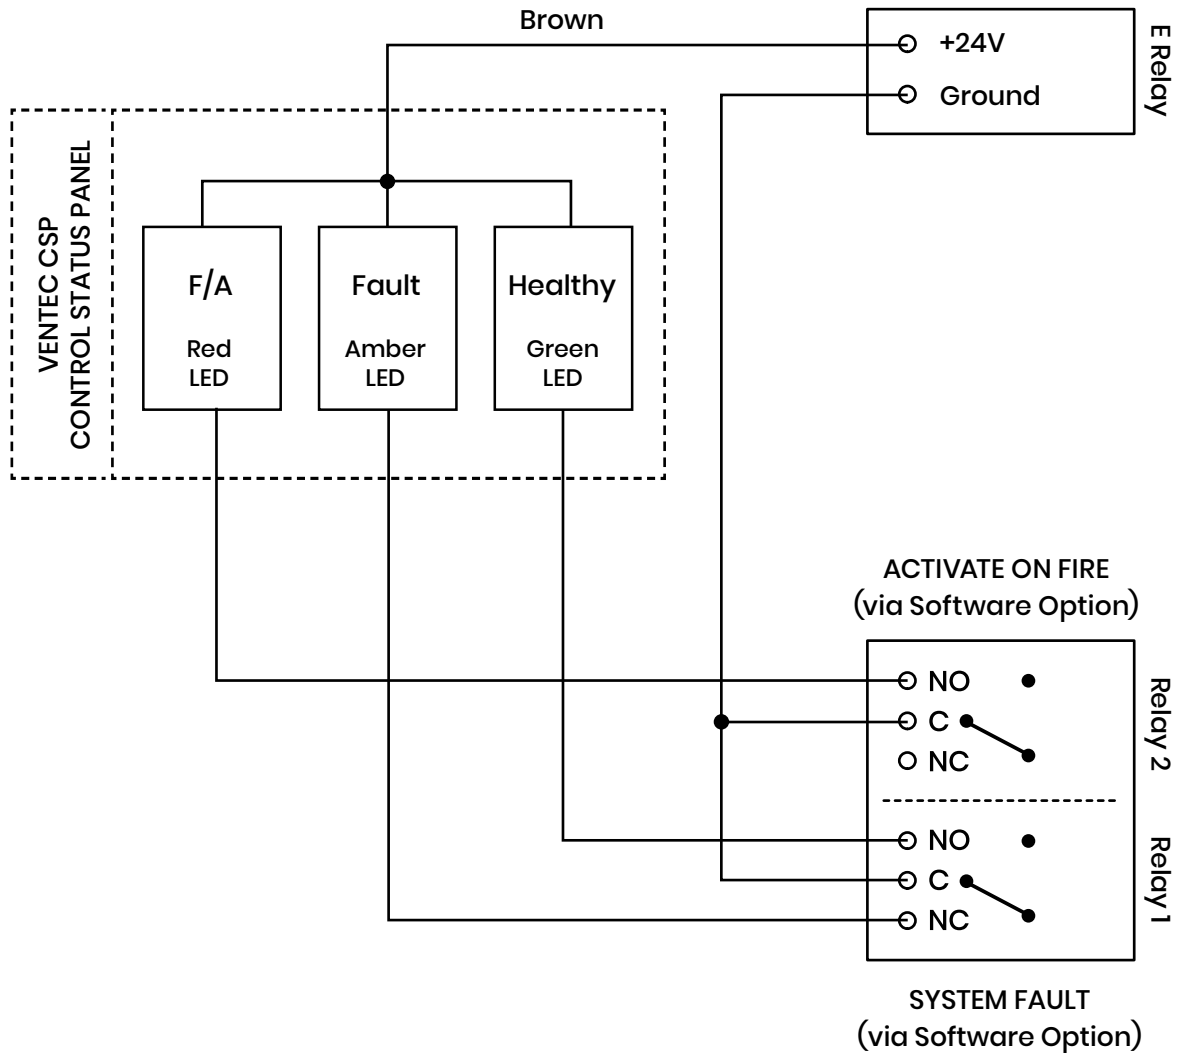 Brown
+24V
Ground
E Relay
VENTEC CSP
CONTROL STATUS PANEL
F/A
Red
LED
Fault
Amber
LED
Healthy
Green
LED
ACTIVATE ON FIRE
(via Software Option)
NO
C
NC
Relay 2
NO
C
NC
Relay 1
SYSTEM FAULT
(via Software Option)